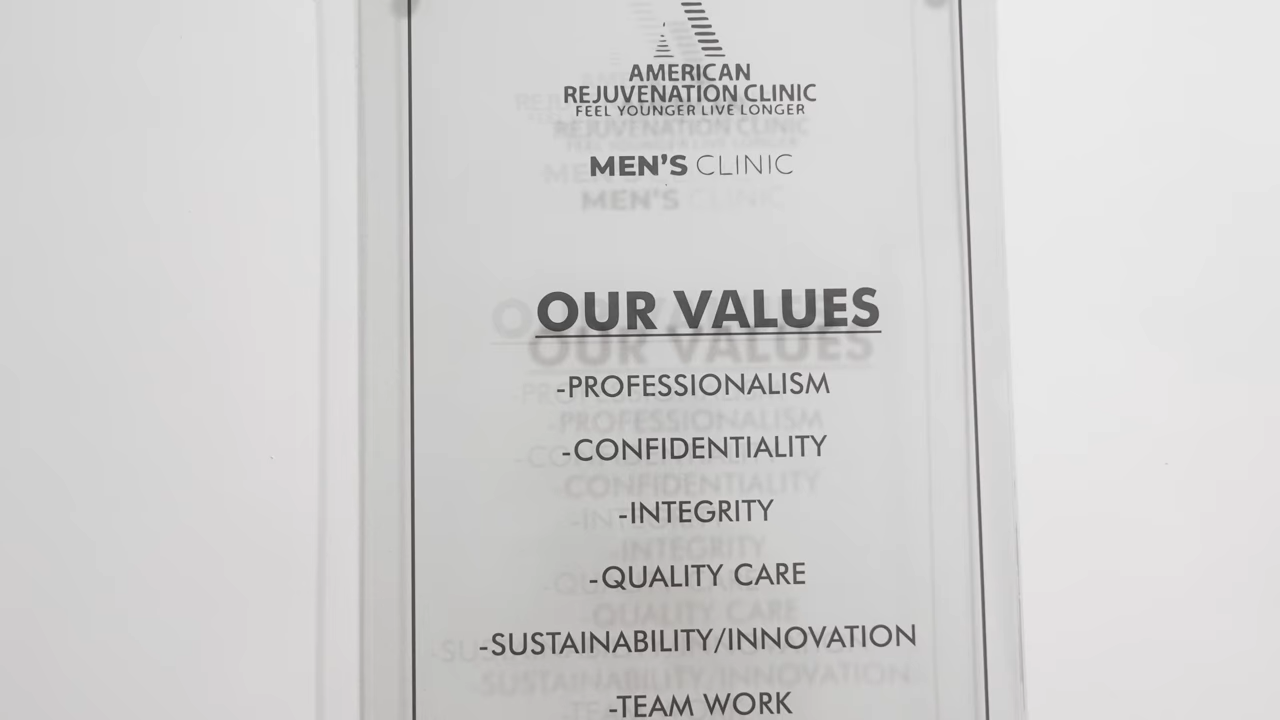 AMERICAN
REJUVENATION CLINIC
FEEL YOUNGER LIVE LONGER
MEN'S CLINIC
OUR VALUES
-PROFESSIONALISM
-CONFIDENTIALITY
-INTEGRITY
-QUALITY CARE
-SUSTAINABILITY/INNOVATION
-TEAM WORK